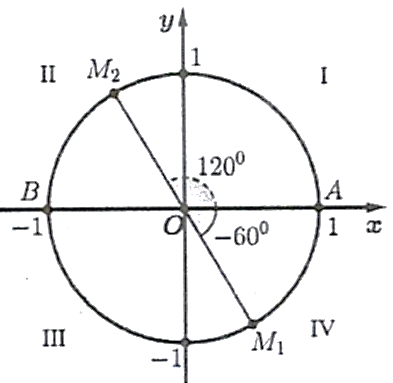 y
II M₂ 1 I
120⁰
B O A
−1 −60⁰ 1 x
III −1 M₁ IV